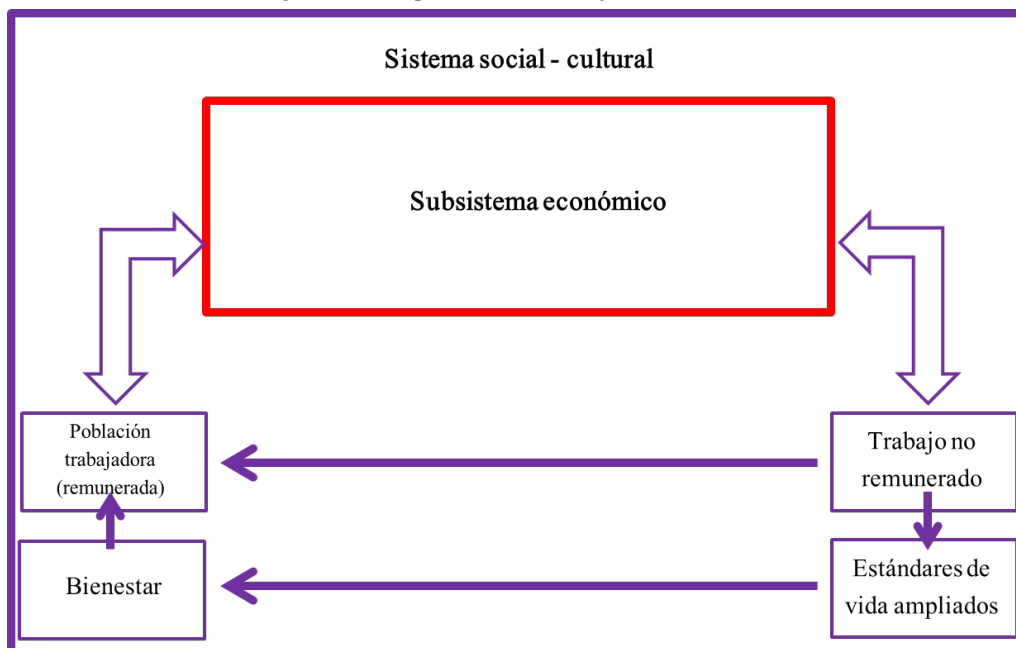 Sistema social - cultural
Subsistema económico
Población
trabajadora
(remunerada)
Trabajo no
remunerado
Bienestar
Estándares de
vida ampliados